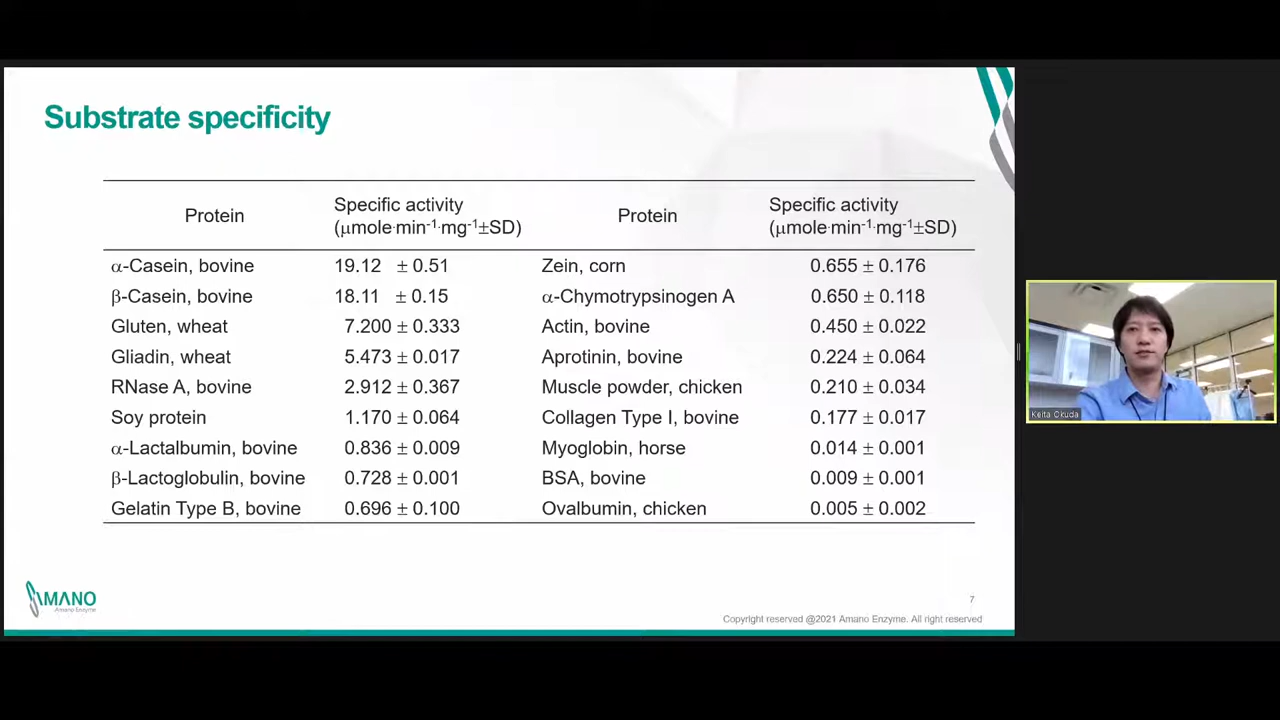 Substrate specificity
Protein Specific activity (μmole·min-1·mg-1±SD) Protein Specific activity (μmole·min-1·mg-1±SD)
α-Casein, bovine 19.12 ± 0.51 Zein, corn 0.655 ± 0.176
β-Casein, bovine 18.11 ± 0.15 α-Chymotrypsinogen A 0.650 ± 0.118
Gluten, wheat 7.200 ± 0.333 Actin, bovine 0.450 ± 0.022
Gliadin, wheat 5.473 ± 0.017 Aprotinin, bovine 0.224 ± 0.064
RNase A, bovine 2.912 ± 0.367 Muscle powder, chicken 0.210 ± 0.034
Soy protein 1.170 ± 0.064 Collagen Type I, bovine 0.177 ± 0.017
α-Lactalbumin, bovine 0.836 ± 0.009 Myoglobin, horse 0.014 ± 0.001
β-Lactoglobulin, bovine 0.728 ± 0.001 BSA, bovine 0.009 ± 0.001
Gelatin Type B, bovine 0.696 ± 0.100 Ovalbumin, chicken 0.005 ± 0.002
Keita Okuda
AMANO
Amano Enzyme
7
Copyright reserved @2021 Amano Enzyme. All right reserved